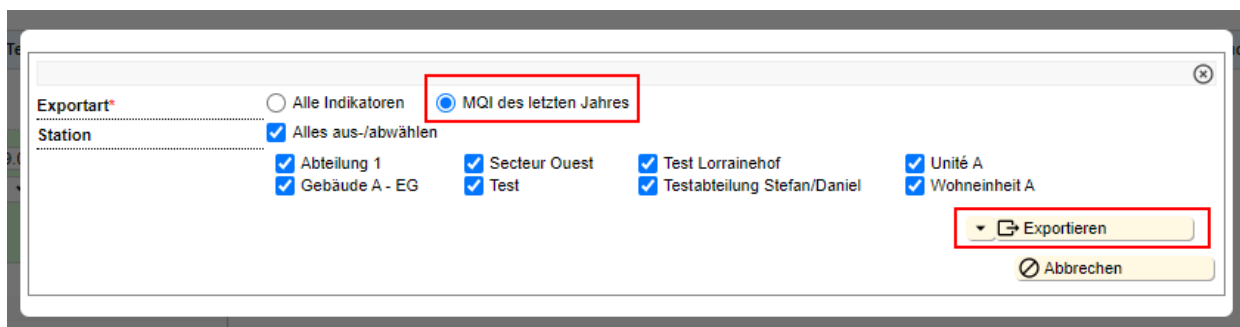 Te
Exportart*
Alle Indikatoren
MQI des letzten Jahres
Station
Alles aus-/abwählen
Abteilung 1
Secteur Ouest
Test Lorrainehof
Unité A
Gebäude A - EG
Test
Testabteilung Stefan/Daniel
Wohneinheit A
Exportieren
Abbrechen